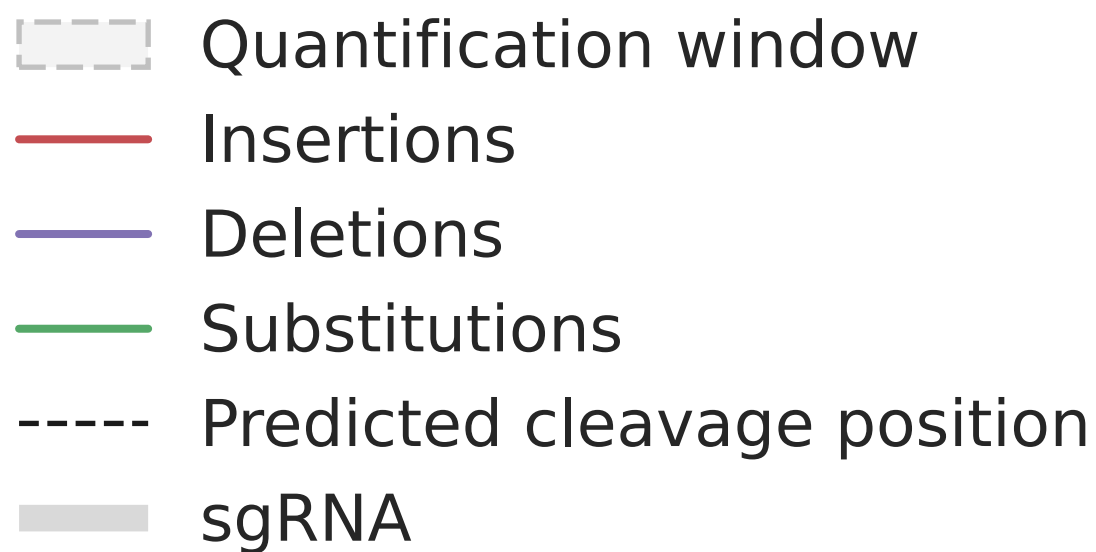 Quantification window
Insertions
Deletions
Substitutions
Predicted cleavage position
sgRNA